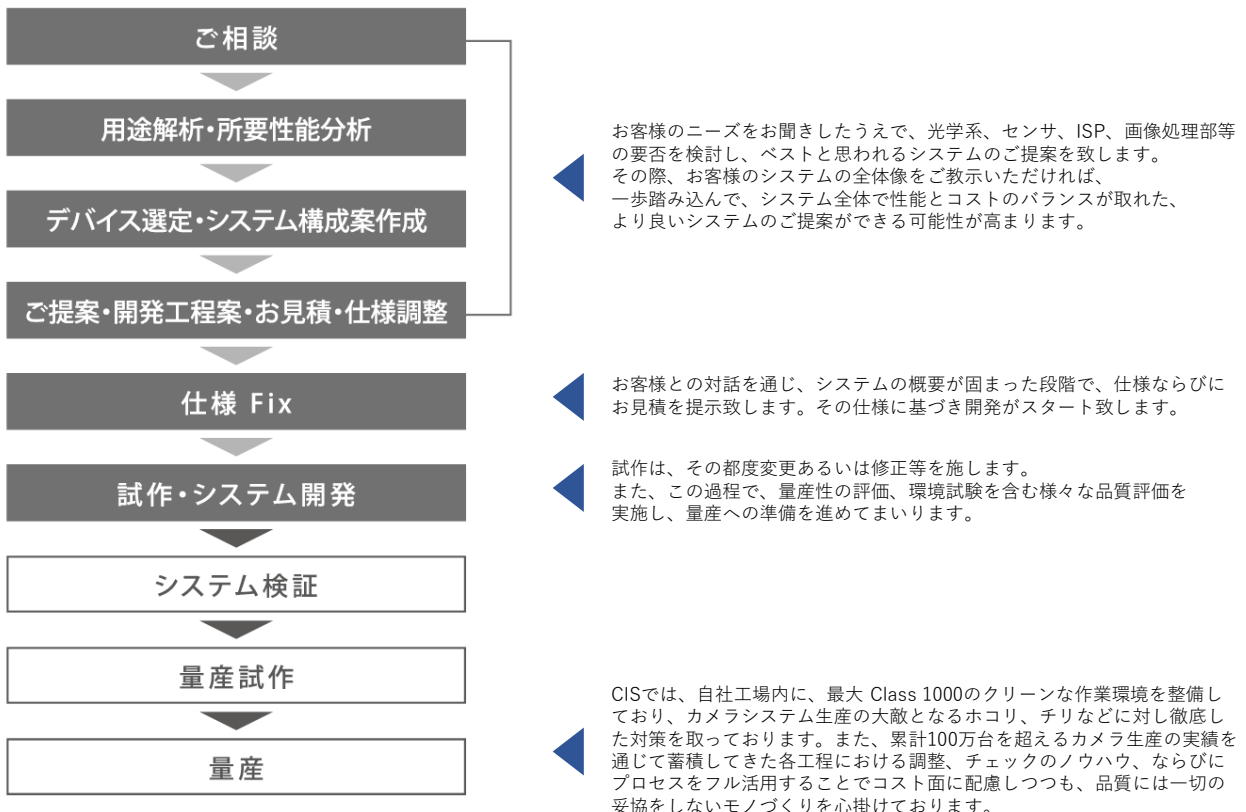 ご相談
用途解析・所要性能分析
デバイス選定・システム構成案作成
ご提案・開発工程案・お見積・仕様調整
お客様のニーズをお聞きしたうえで、光学系、センサ、ISP、画像処理部等
の要否を検討し、ベストと思われるシステムのご提案を致します。
その際、お客様のシステムの全体像をご教示いただければ、
一歩踏み込んで、システム全体で性能とコストのバランスが取れた、
より良いシステムのご提案ができる可能性が高まります。
仕様 Fix
お客様との対話を通じ、システムの概要が固まった段階で、仕様ならびに
お見積を提示致します。その仕様に基づき開発がスタート致します。
試作・システム開発
試作は、その都度変更あるいは修正等を施します。
また、この過程で、量産性の評価、環境試験を含む様々な品質評価を
実施し、量産への準備を進めてまいります。
システム検証
量産試作
量産
CISでは、自社工場内に、最大 Class 1000のクリーンな作業環境を整備し
ており、カメラシステム生産の大敵となるホコリ、チリなどに対し徹底し
た対策を取っております。また、累計100万台を超えるカメラ生産の実績を
通じて蓄積してきた各工程における調整、チェックのノウハウ、ならびに
プロセスをフル活用することでコスト面に配慮しつつも、品質には一切の
妥協をしないモノづくりを心掛けております。